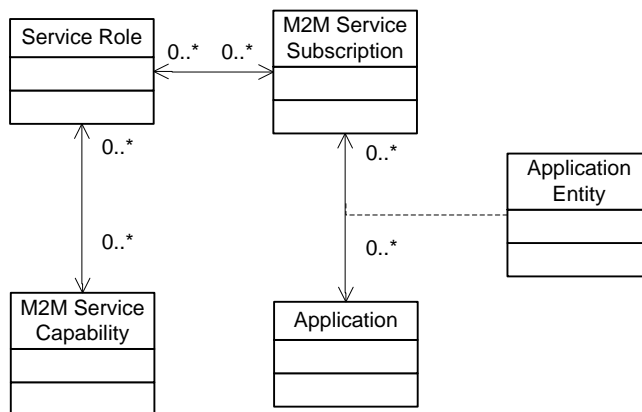 Service Role
M2M Service
Subscription
0..* 0..*
0..*
0..*
Application
Entity
0..*
0..*
M2M Service
Capability
Application